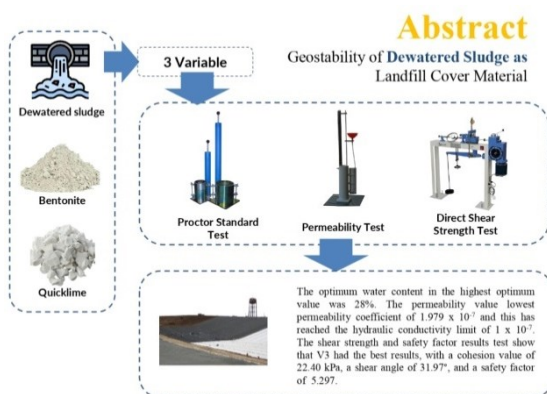 Abstract
Geostability of Dewatered Sludge as
Landfill Cover Material
3 Variable
Dewatered sludge
Bentonite
Quicklime
Proctor Standard
Test
Permeability Test
Direct Shear
Strength Test
The optimum water content in the highest optimum
value was 28%. The permeability value lowest
permeability coefficient of 1.979 x 10⁻⁷ and this has
reached the hydraulic conductivity limit of 1 x 10⁻⁷.
The shear strength and safety factor results test show
that V3 had the best results, with a cohesion value of
22.40 kPa, a shear angle of 31.97°, and a safety factor
of 5.297.